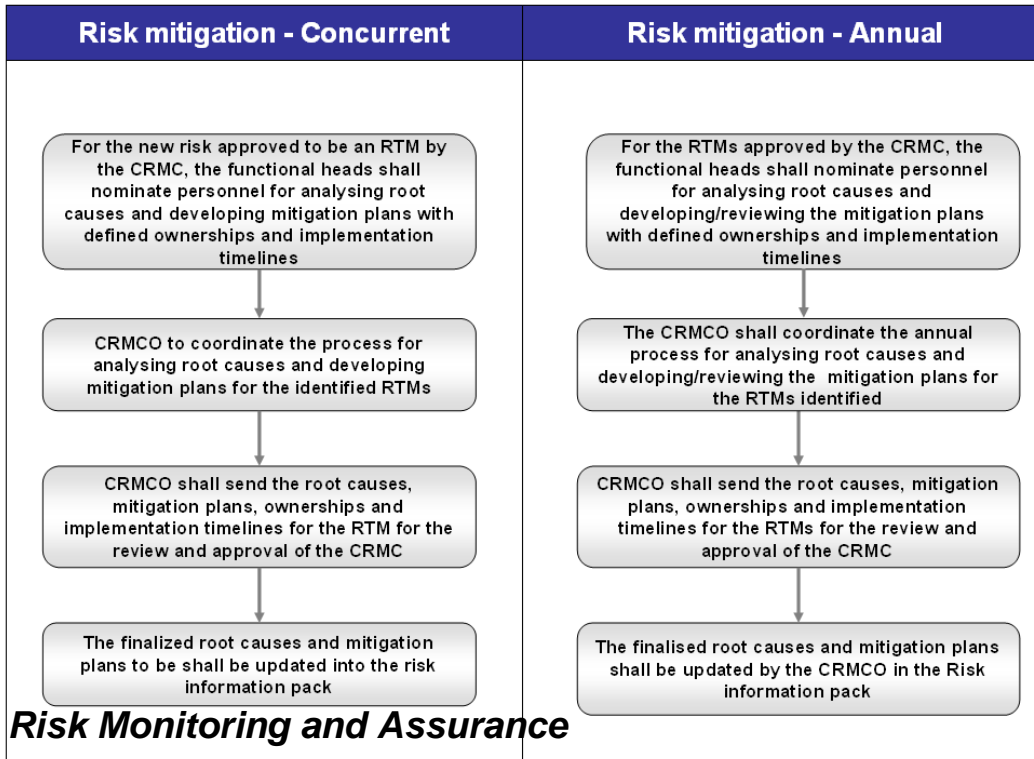 Risk mitigation - Concurrent
For the new risk approved to be an RTM by
the CRMC, the functional heads shall
nominate personnel for analysing root
causes and developing mitigation plans with
defined ownerships and implementation
timelines
CRMCO to coordinate the process for
analysing root causes and developing
mitigation plans for the identified RTMs
CRMCO shall send the root causes,
mitigation plans, ownerships and
implementation timelines for the RTM for the
review and approval of the CRMC
The finalized root causes and mitigation
plans to be shall be updated into the risk
information pack
Risk mitigation - Annual
For the RTMs approved by the CRMC, the
functional heads shall nominate personnel
for analysing root causes and
developing/reviewing the mitigation plans
with defined ownerships and implementation
timelines
The CRMCO shall coordinate the annual
process for analysing root causes and
developing/reviewing the mitigation plans for
the RTMs identified
CRMCO shall send the root causes, mitigation
plans, ownerships and implementation
timelines for the RTMs for the review and
approval of the CRMC
The finalised root causes and mitigation plans
shall be updated by the CRMCO in the Risk
information pack
Risk Monitoring and Assurance